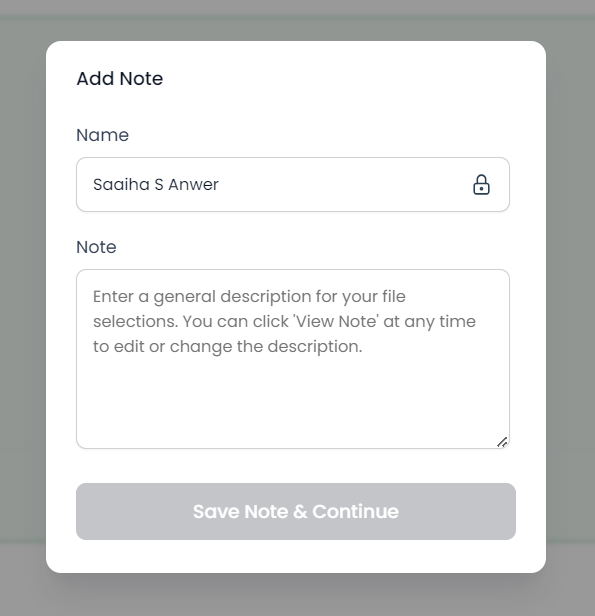 Add Note
Name
Saaiha S Anwer
Note
Enter a general description for your file
selections. You can click 'View Note' at any time
to edit or change the description.
Save Note & Continue